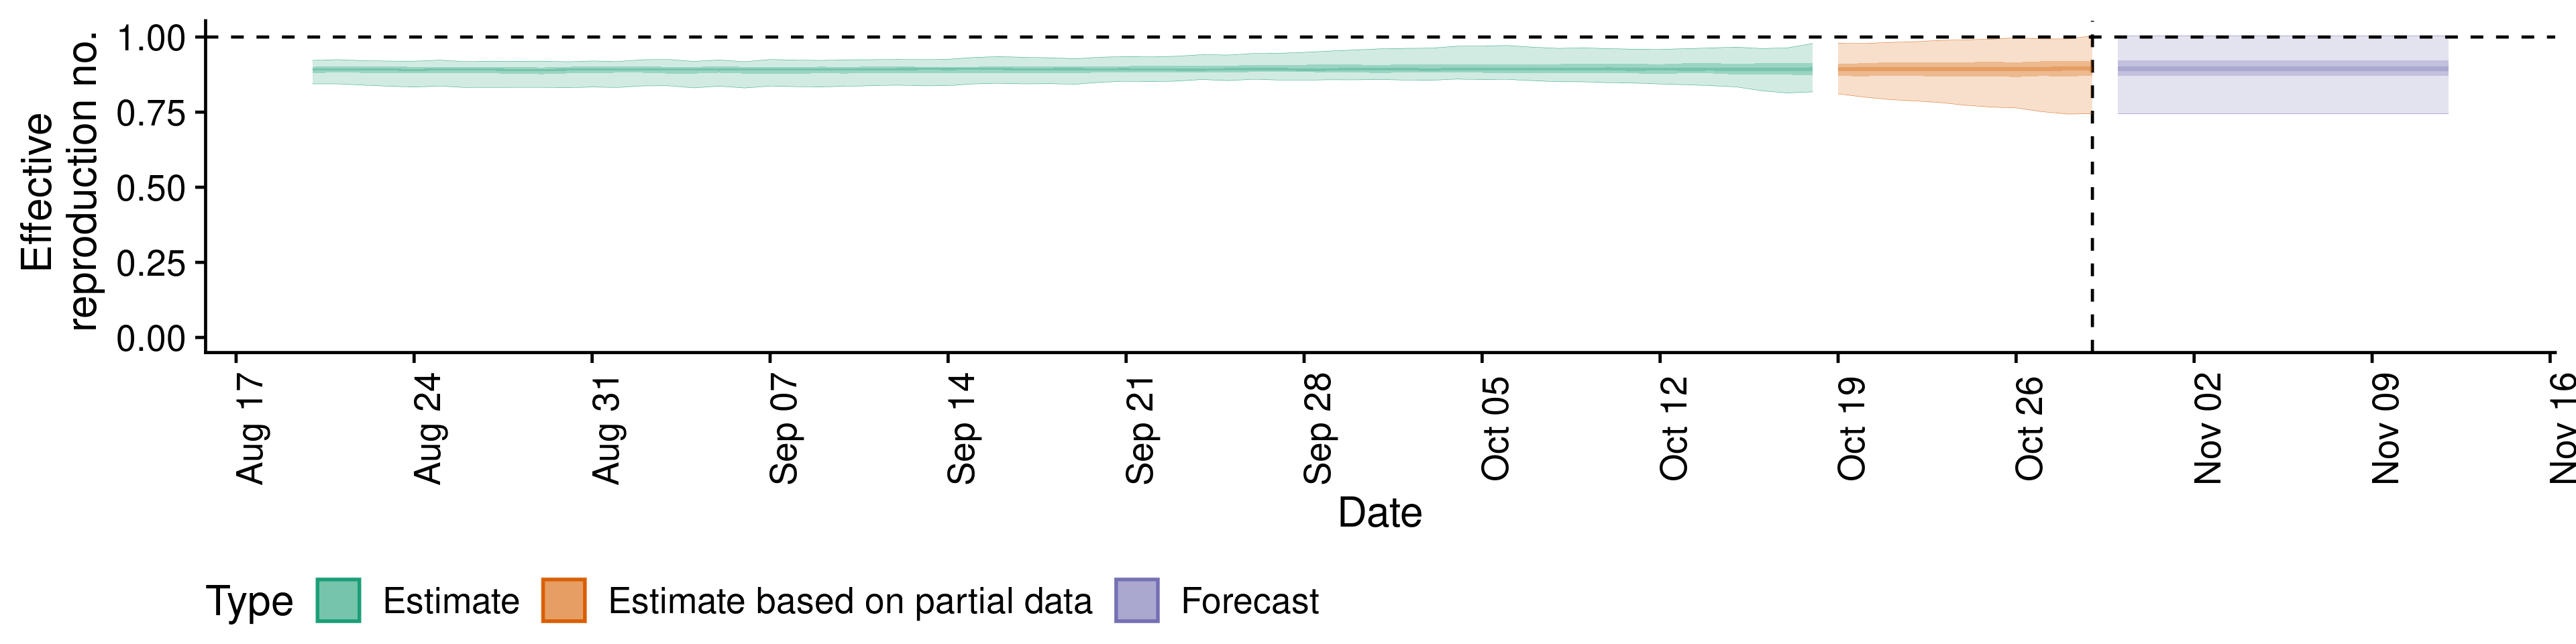 Effective
reproduction no.
1.00
0.75
0.50
0.25
0.00
Aug 17
Aug 24
Aug 31
Sep 07
Sep 14
Sep 21
Sep 28
Oct 05
Oct 12
Oct 19
Oct 26
Nov 02
Nov 09
Nov 16
Date
Type Estimate Estimate based on partial data Forecast